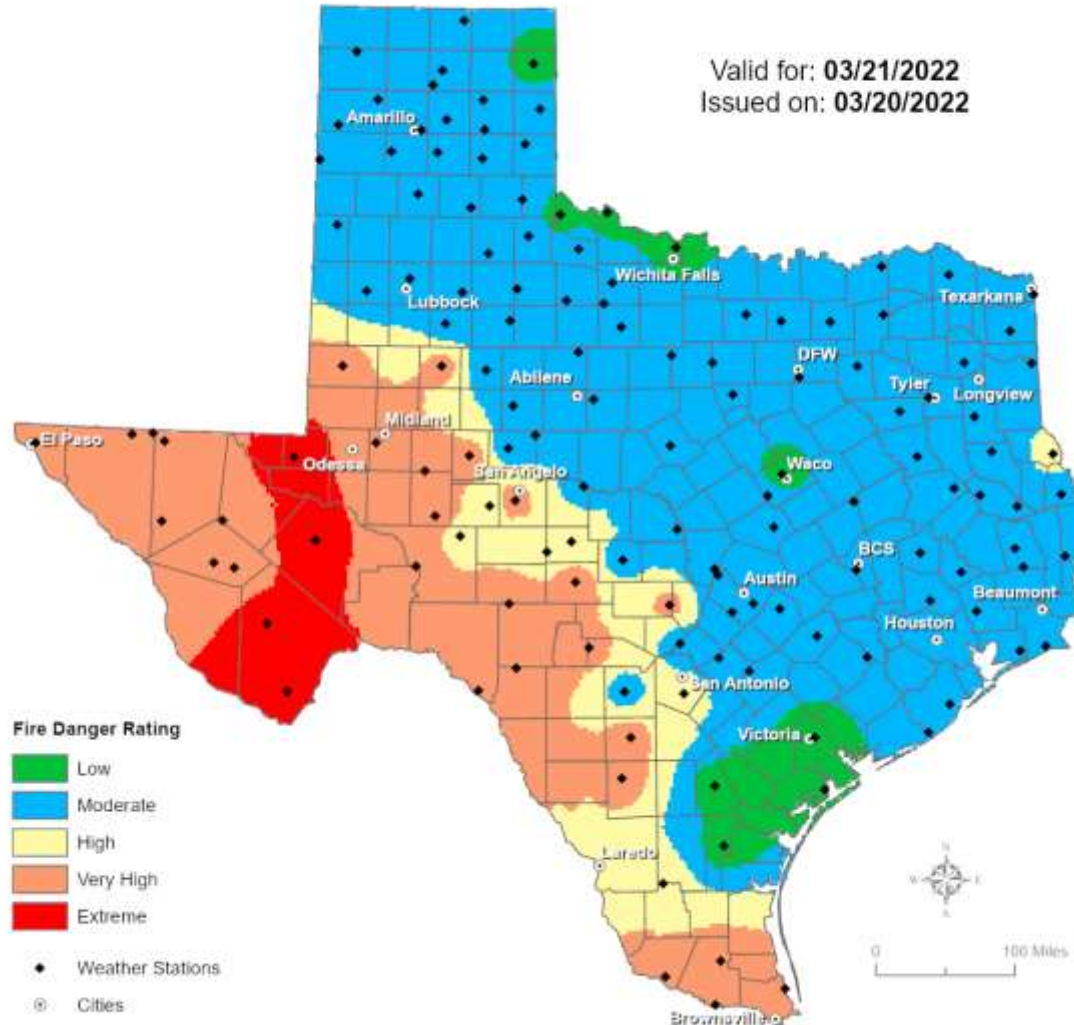 Valid for: 03/21/2022
Issued on: 03/20/2022
Amarillo
Wichita Falls
Lubbock
Texarkana
DFW
Abilene
Tyler
Longview
Midland
El Paso
Odessa
San Angelo
Waco
BCS
Austin
Beaumont
Houston
San Antonio
Victoria
Laredo
Brownsville
Fire Danger Rating
Low
Moderate
High
Very High
Extreme
Weather Stations
Cities
N
W E
S
0 100 Miles